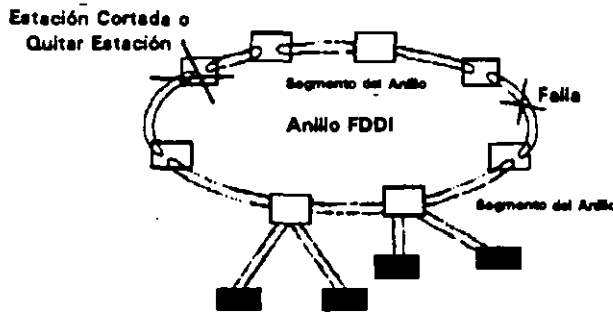 Estación Cortada o
Quitar Estación
Segmento del Anillo
Falla
Anillo FDDI
Segmento del Anillo